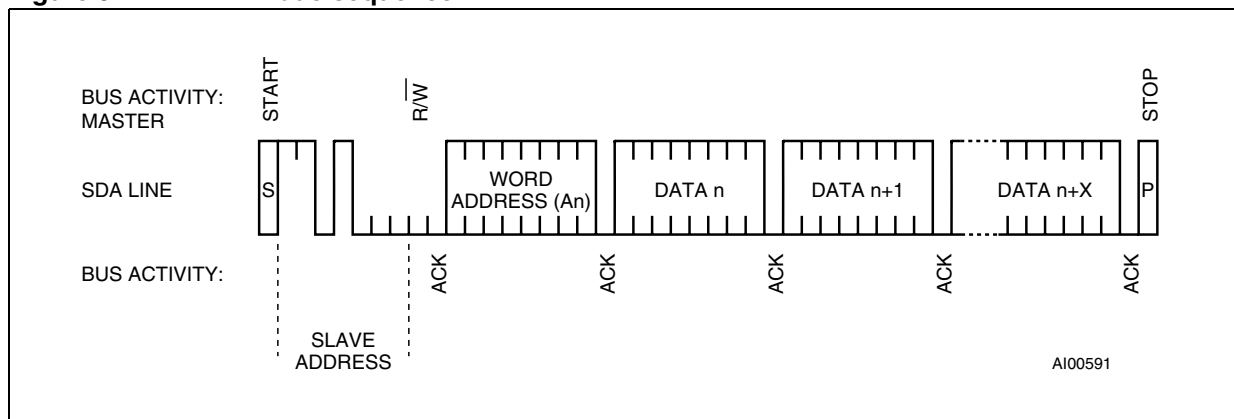 BUS ACTIVITY:
MASTER
START
R/W
STOP
SDA LINE
S
WORD
ADDRESS (An)
DATA n
DATA n+1
DATA n+X
P
BUS ACTIVITY:
ACK
ACK
ACK
ACK
ACK
SLAVE
ADDRESS
AI00591